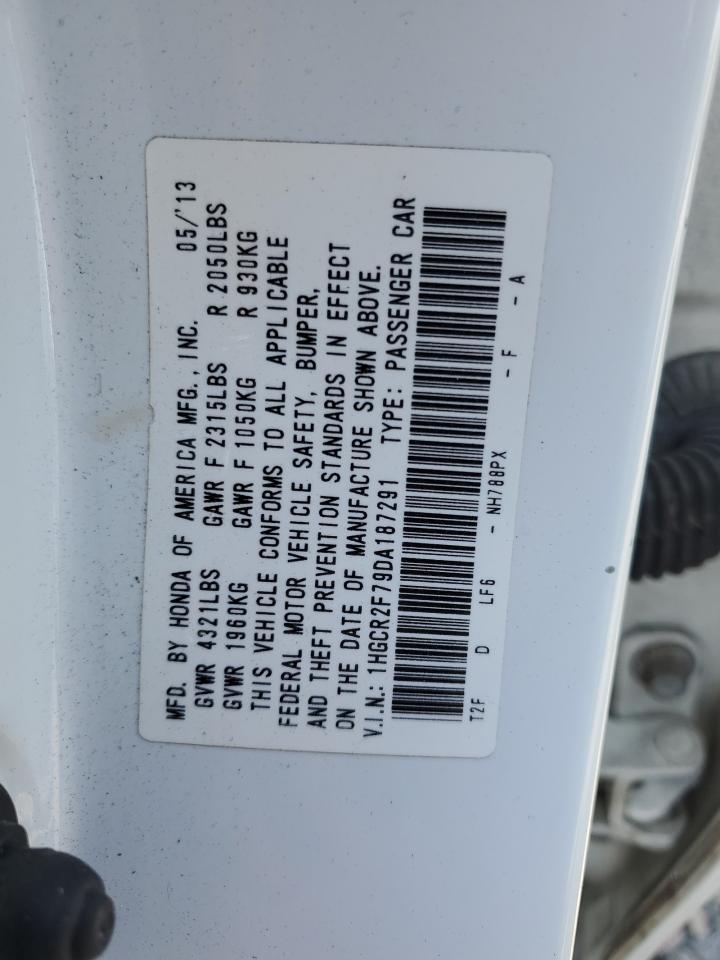 MFD. BY HONDA OF AMERICA MFG., INC. 05/'13
GVWR 4321LBS GAWR F 2315LBS R 2050LBS
GVWR 1960KG GAWR F 1050KG R 930KG
THIS VEHICLE CONFORMS TO ALL APPLICABLE
FEDERAL MOTOR VEHICLE SAFETY, BUMPER,
AND THEFT PREVENTION STANDARDS IN EFFECT
ON THE DATE OF MANUFACTURE SHOWN ABOVE.
V.I.N.: 1HGCR2F79DA187291 TYPE: PASSENGER CAR
T2F D LF6 - NH788PX - F - A